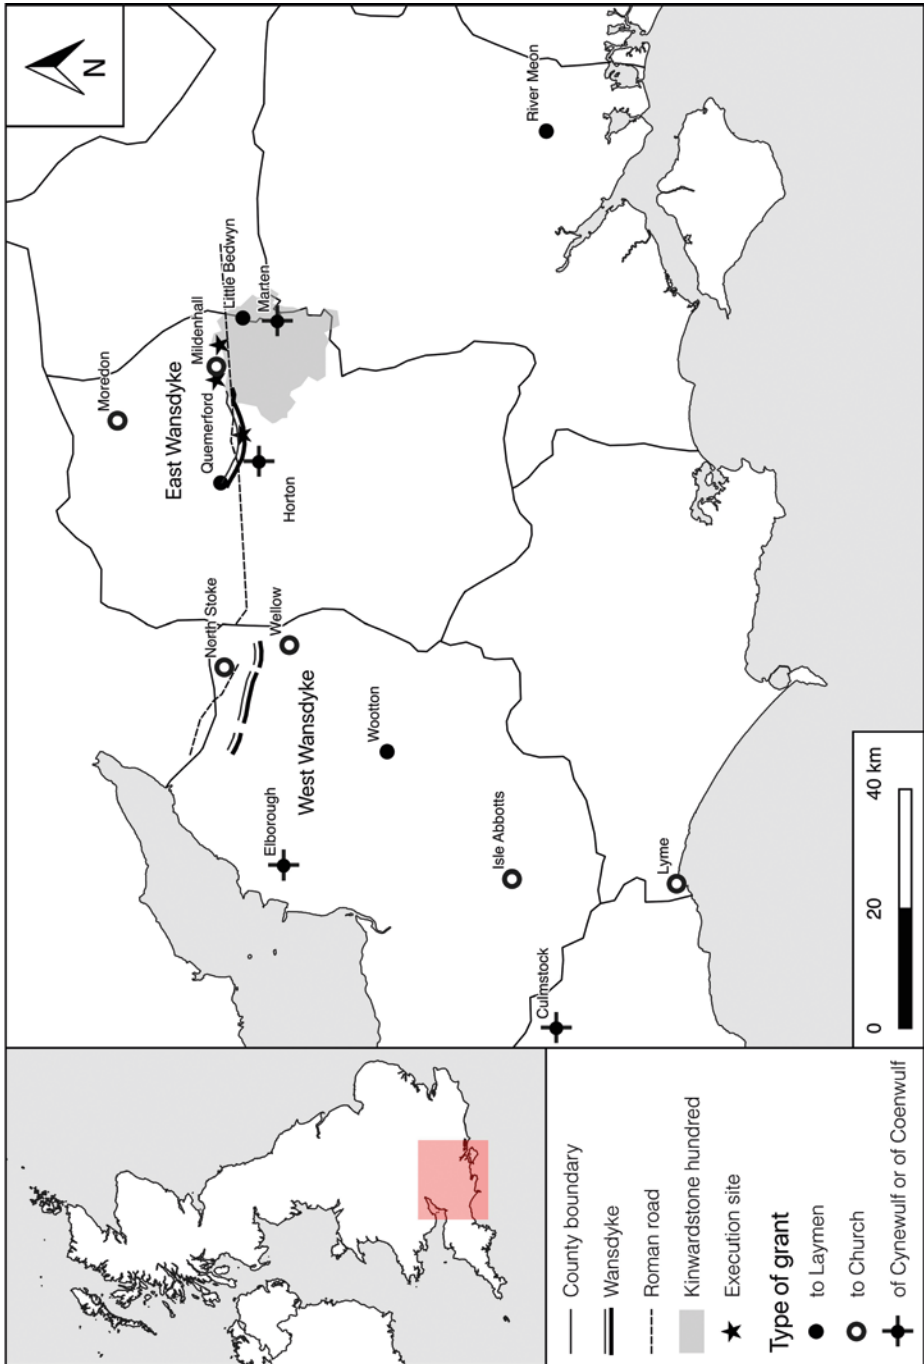 N
Moredon
East Wansdyke
Mildenhall
Quemerford
Little Bedwyn
Marten
Horton
North Stoke
Wellow
West Wansdyke
Wootton
Elborough
Isle Abbotts
Lyme
Culmstock
River Meon
0 20 40 km
County boundary
Wansdyke
Roman road
Kinwardstone hundred
Execution site
Type of grant
to Laymen
to Church
of Cynewulf or of Coenwulf